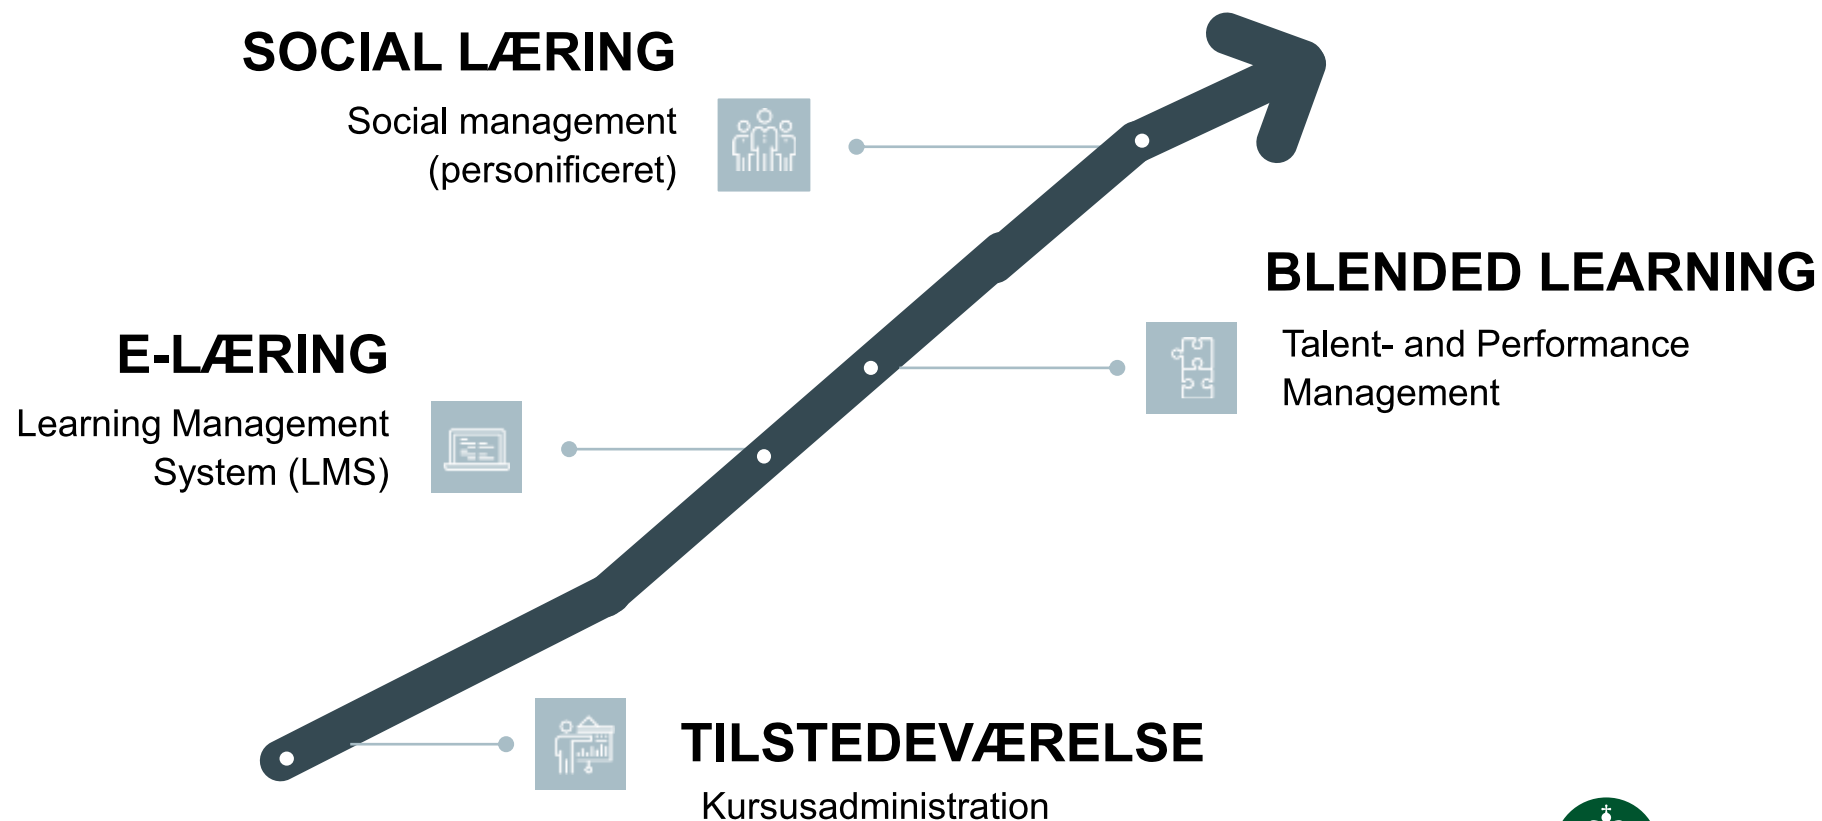 SOCIAL LÆRING
Social management
(personificeret)
BLENDED LEARNING
Talent- and Performance
Management
E-LÆRING
Learning Management
System (LMS)
TILSTEDEVÆRELSE
Kursusadministration